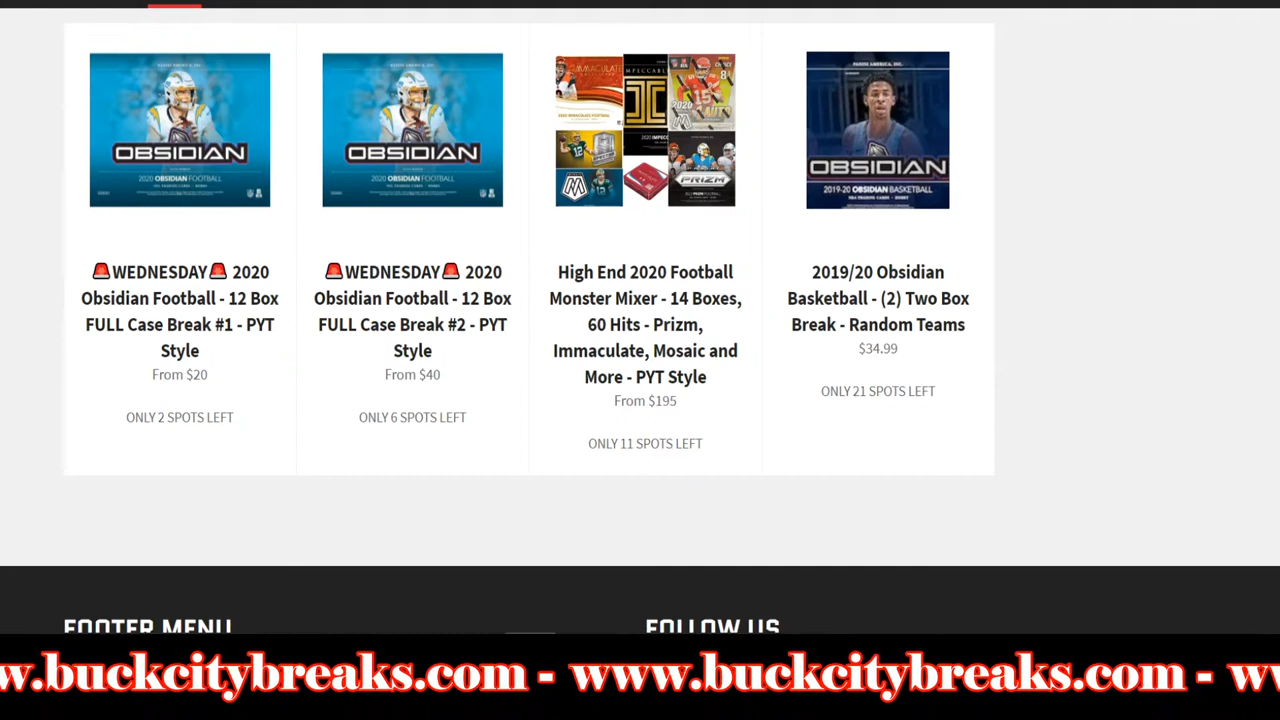 OBSIDIAN
2020 OBSIDIAN FOOTBALL
🚨WEDNESDAY🚨 2020
Obsidian Football - 12 Box
FULL Case Break #1 - PYT
Style
From $20
ONLY 2 SPOTS LEFT
OBSIDIAN
2020 OBSIDIAN FOOTBALL
🚨WEDNESDAY🚨 2020
Obsidian Football - 12 Box
FULL Case Break #2 - PYT
Style
From $40
ONLY 6 SPOTS LEFT
PRIZM
High End 2020 Football
Monster Mixer - 14 Boxes,
60 Hits - Prizm,
Immaculate, Mosaic and
More - PYT Style
From $195
ONLY 11 SPOTS LEFT
PANINI AMERICA, INC.
OBSIDIAN
2019-20 OBSIDIAN BASKETBALL
2019/20 Obsidian
Basketball - (2) Two Box
Break - Random Teams
$34.99
ONLY 21 SPOTS LEFT
FOOTER MENU
FOLLOW US
w.buckcitybreaks.com - www.buckcitybreaks.com - w